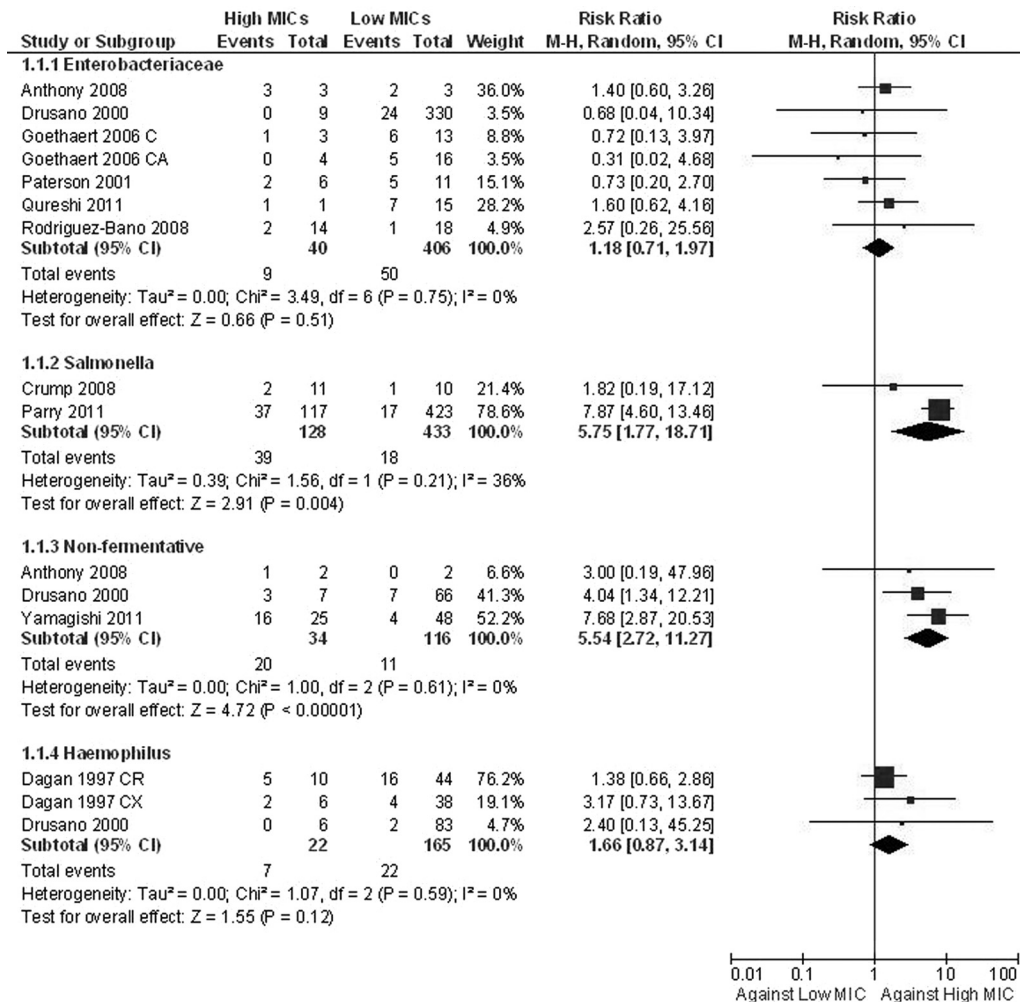 High MICs Low MICs Risk Ratio Risk Ratio
Study or Subgroup Events Total Events Total Weight M-H, Random, 95% CI M-H, Random, 95% CI
1.1.1 Enterobacteriaceae
Anthony 2008 3 3 2 3 36.0% 1.40 [0.60, 3.26]
Drusano 2000 0 9 24 330 3.5% 0.68 [0.04, 10.34]
Goethaert 2006 C 1 3 6 13 8.8% 0.72 [0.13, 3.97]
Goethaert 2006 CA 0 4 5 16 3.5% 0.31 [0.02, 4.68]
Paterson 2001 2 6 5 11 15.1% 0.73 [0.20, 2.70]
Qureshi 2011 1 1 7 15 28.2% 1.60 [0.62, 4.16]
Rodriguez-Bano 2008 2 14 1 18 4.9% 2.57 [0.26, 25.56]
Subtotal (95% CI) 40 406 100.0% 1.18 [0.71, 1.97]
Total events 9 50
Heterogeneity: Tau² = 0.00; Chi² = 3.49, df = 6 (P = 0.75); I² = 0%
Test for overall effect: Z = 0.66 (P = 0.51)
1.1.2 Salmonella
Crump 2008 2 11 1 10 21.4% 1.82 [0.19, 17.12]
Parry 2011 37 117 17 423 78.6% 7.87 [4.60, 13.46]
Subtotal (95% CI) 128 433 100.0% 5.75 [1.77, 18.71]
Total events 39 18
Heterogeneity: Tau² = 0.39; Chi² = 1.56, df = 1 (P = 0.21); I² = 36%
Test for overall effect: Z = 2.91 (P = 0.004)
1.1.3 Non-fermentative
Anthony 2008 1 2 0 2 6.6% 3.00 [0.19, 47.96]
Drusano 2000 3 7 7 66 41.3% 4.04 [1.34, 12.21]
Yamagishi 2011 16 25 4 48 52.2% 7.68 [2.87, 20.53]
Subtotal (95% CI) 34 116 100.0% 5.54 [2.72, 11.27]
Total events 20 11
Heterogeneity: Tau² = 0.00; Chi² = 1.00, df = 2 (P = 0.61); I² = 0%
Test for overall effect: Z = 4.72 (P < 0.00001)
1.1.4 Haemophilus
Dagan 1997 CR 5 10 16 44 76.2% 1.38 [0.66, 2.86]
Dagan 1997 CX 2 6 4 38 19.1% 3.17 [0.73, 13.67]
Drusano 2000 0 6 2 83 4.7% 2.40 [0.13, 45.25]
Subtotal (95% CI) 22 165 100.0% 1.66 [0.87, 3.14]
Total events 7 22
Heterogeneity: Tau² = 0.00; Chi² = 1.07, df = 2 (P = 0.59); I² = 0%
Test for overall effect: Z = 1.55 (P = 0.12)
0.01 0.1 1 10 100
Against Low MIC Against High MIC